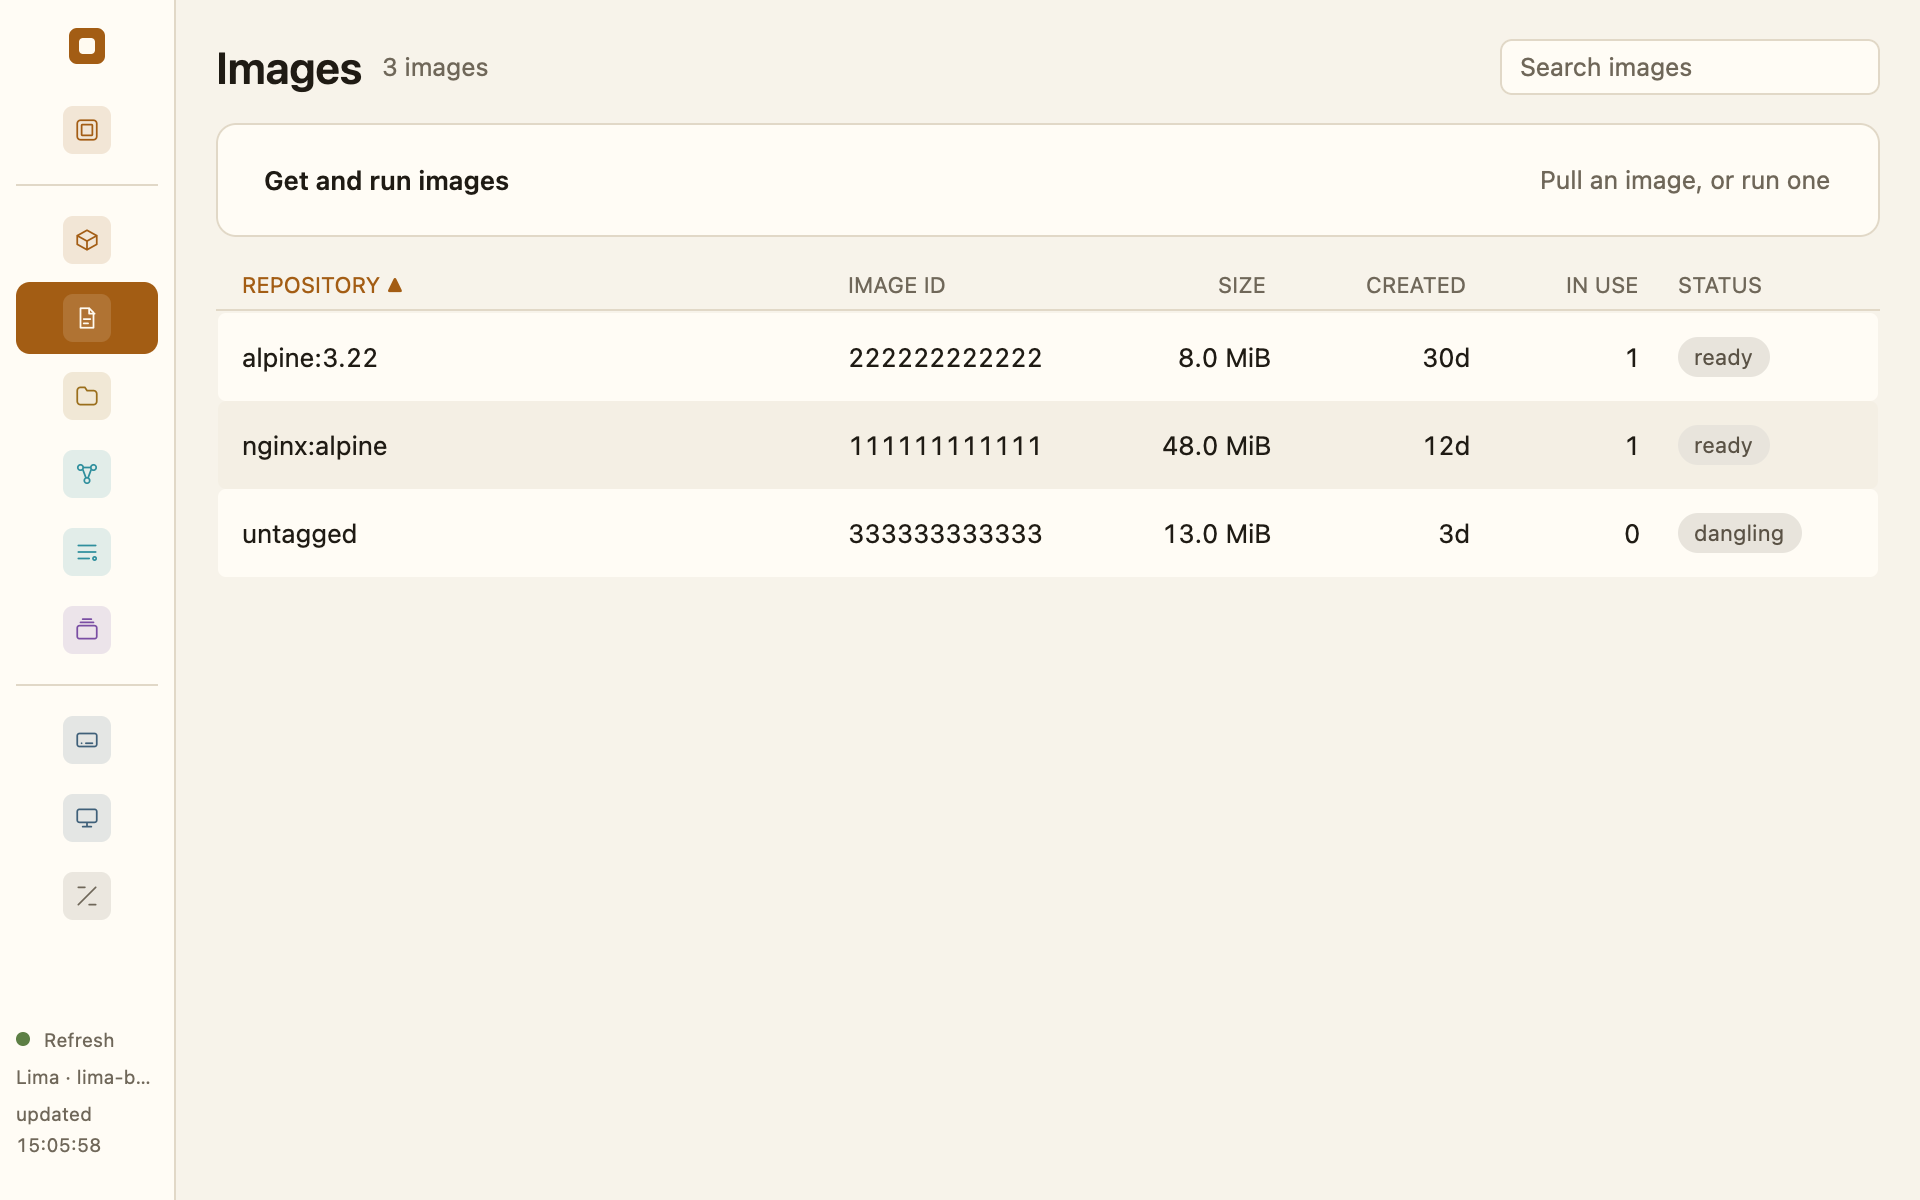 Images 3 images
Search images
Get and run images
Pull an image, or run one
REPOSITORY ▲ IMAGE ID SIZE CREATED IN USE STATUS
alpine:3.22 222222222222 8.0 MiB 30d 1 ready
nginx:alpine 111111111111 48.0 MiB 12d 1 ready
untagged 333333333333 13.0 MiB 3d 0 dangling
Refresh
Lima · lima-b...
updated
15:05:58